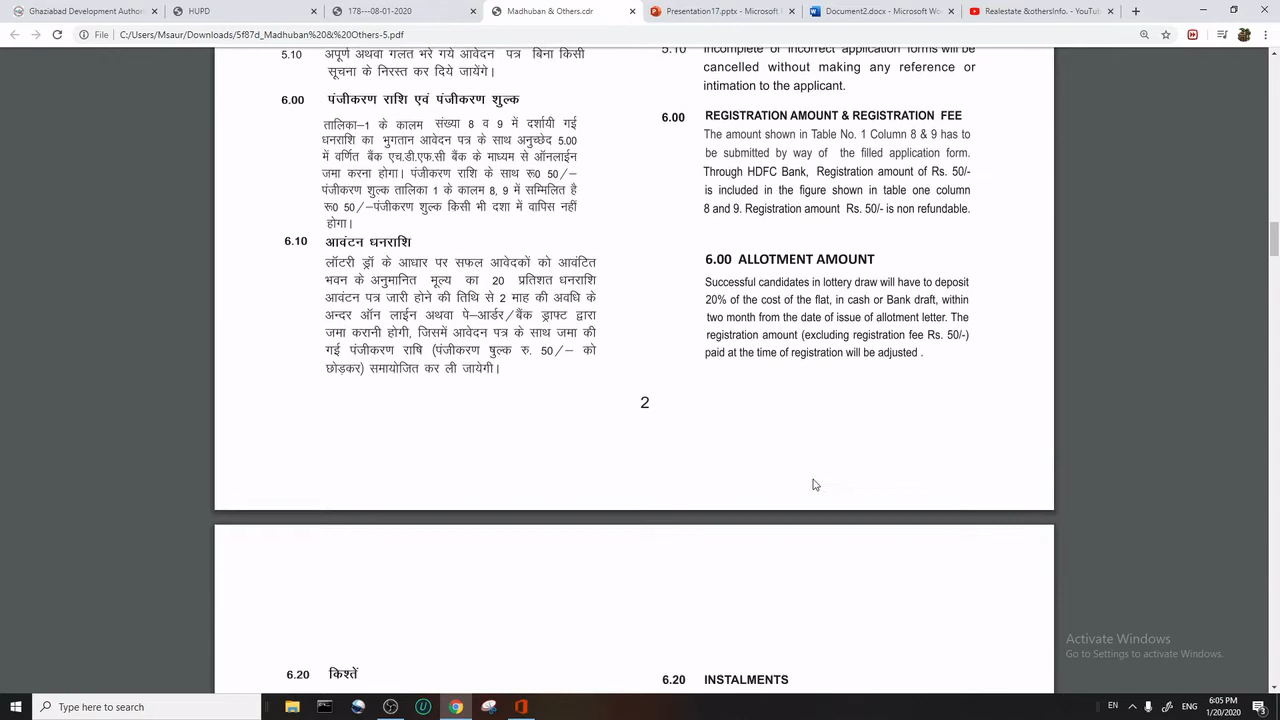 Ghaziabad Development Author
HUPD
178---08-01-2020
Madhuban & Others.cdr
Presentation17.pptx - Microsoft
Document2.docx - Microsoft Wo
Realestate &othersInfo. - YouTu
File
C:/Users/Msaur/Downloads/5f87d_Madhuban%20&%20Others-5.pdf
5.10 अपूर्ण अथवा गलत भरे गये आवेदन पत्र बिना किसी
सूचना के निरस्त कर दिये जायेंगे।
6.00 पंजीकरण राशि एवं पंजीकरण शुल्क
तालिका-1 के कालम संख्या 8 व 9 में दर्शायी गई
धनराशि का भुगतान आवेदन पत्र के साथ अनुच्छेद 5.00
में वर्णित बैंक एच.डी.एफ.सी बैंक के माध्यम से ऑनलाईन
जमा करना होगा। पंजीकरण राशि के साथ रू0 50/–
पंजीकरण शुल्क तालिका 1 के कालम 8, 9 में सम्मिलित है
रू0 50/–पंजीकरण शुल्क किसी भी दशा में वापिस नहीं
होगा।
6.10 आवंटन धनराशि
लॉटरी ड्रॉ के आधार पर सफल आवेदकों को आवंटित
भवन के अनुमानित मूल्य का 20 प्रतिशत धनराशि
आवंटन पत्र जारी होने की तिथि से 2 माह की अवधि के
अन्दर ऑन लाईन अथवा पे–आर्डर/बैंक ड्राफ्ट द्वारा
जमा करानी होगी, जिसमें आवेदन पत्र के साथ जमा की
गई पंजीकरण राषि (पंजीकरण षुल्क रु. 50/– को
छोड़कर) समायोजित कर ली जायेगी।
5.10 Incomplete or incorrect application forms will be
cancelled without making any reference or
intimation to the applicant.
6.00 REGISTRATION AMOUNT & REGISTRATION FEE
The amount shown in Table No. 1 Column 8 & 9 has to
be submitted by way of the filled application form.
Through HDFC Bank, Registration amount of Rs. 50/-
is included in the figure shown in table one column
8 and 9. Registration amount Rs. 50/- is non refundable.
6.00 ALLOTMENT AMOUNT
Successful candidates in lottery draw will have to deposit
20% of the cost of the flat, in cash or Bank draft, within
two month from the date of issue of allotment letter. The
registration amount (excluding registration fee Rs. 50/-)
paid at the time of registration will be adjusted .
2
6.20 किश्तें
6.20 INSTALMENTS
Activate Windows
Go to Settings to activate Windows.
Type here to search
EN
ENG
6:05 PM
1/20/2020